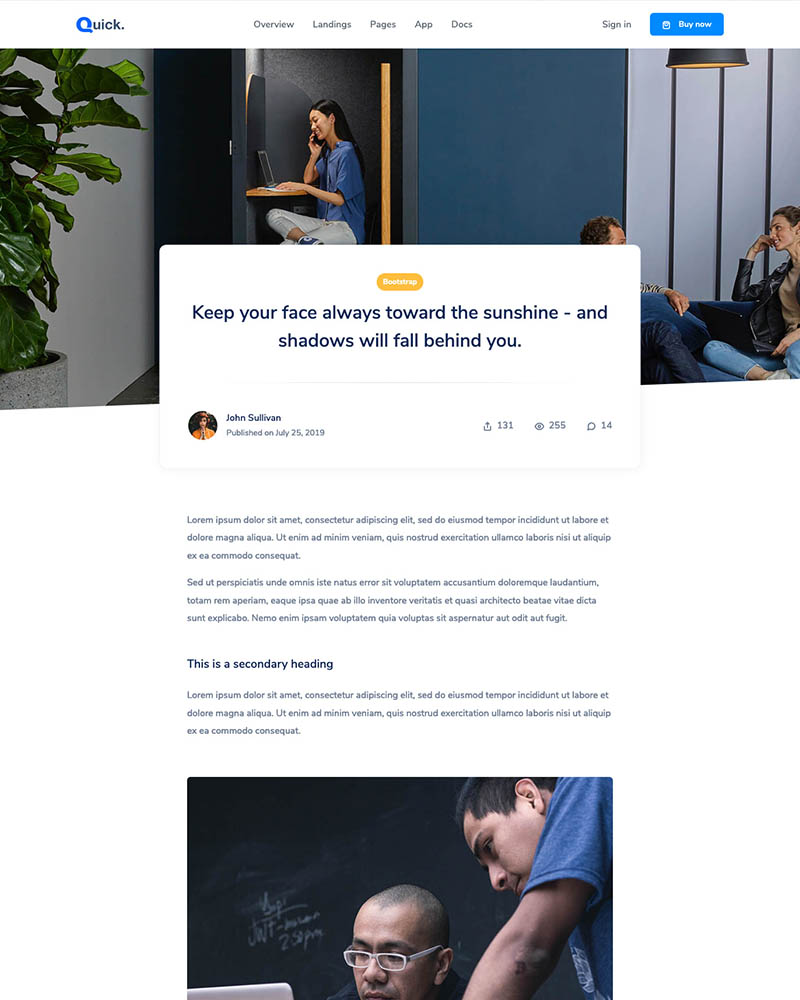 Quick.
Overview Landings Pages App Docs
Sign in
Buy now
Bootstrap
Keep your face always toward the sunshine - and
shadows will fall behind you.
John Sullivan
Published on July 25, 2019
131 255 14
Lorem ipsum dolor sit amet, consectetur adipiscing elit, sed do eiusmod tempor incididunt ut labore et
dolore magna aliqua. Ut enim ad minim veniam, quis nostrud exercitation ullamco laboris nisi ut aliquip
ex ea commodo consequat.
Sed ut perspiciatis unde omnis iste natus error sit voluptatem accusantium doloremque laudantium,
totam rem aperiam, eaque ipsa quae ab illo inventore veritatis et quasi architecto beatae vitae dicta
sunt explicabo. Nemo enim ipsam voluptatem quia voluptas sit aspernatur aut odit aut fugit.
This is a secondary heading
Lorem ipsum dolor sit amet, consectetur adipiscing elit, sed do eiusmod tempor incididunt ut labore et
dolore magna aliqua. Ut enim ad minim veniam, quis nostrud exercitation ullamco laboris nisi ut aliquip
ex ea commodo consequat.